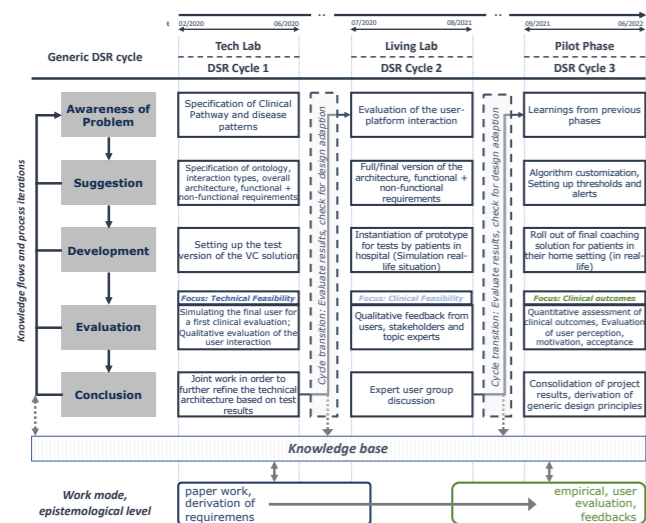 t
02/2020
06/2020
..
07/2020
08/2021
..
09/2021
06/2022
Generic DSR cycle
Tech Lab
DSR Cycle 1
Living Lab
DSR Cycle 2
Pilot Phase
DSR Cycle 3
Knowledge flows and process iterations
Awareness of
Problem
Specification of Clinical
Pathway and disease
patterns
Evaluation of the user-
platform interaction
Learnings from previous
phases
Suggestion
Specification of ontology,
interaction types, overall
architecture, functional +
non-functional requirements
Full/final version of the
architecture, functional +
non-functional
requirements
Algorithm customization,
Setting up thresholds and
alerts
Development
Setting up the test
version of the VC solution
Instantiation of prototype
for tests by patients in
hospital (Simulation real-
life situation)
Roll out of final coaching
solution for patients in
their home setting (in real-
life)
Evaluation
Focus: Technical Feasibility
Simulating the final user for
a first clinical evaluation;
Qualitative evaluation of the
user interaction
Focus: Clinical Feasibility
Qualitative feedback from
users, stakeholders and
topic experts
Focus: Clinical outcomes
Quantitative assessment of
clinical outcomes, Evaluation
of user perception,
motivation, acceptance
Conclusion
Joint work in order to
further refine the technical
architecture based on test
results
Expert user group
discussion
Consolidation of project
results, derivation of
generic design principles
Cycle transition: Evaluate results, check for design adaption
Cycle transition: Evaluate results, check for design adaption
Knowledge base
Work mode,
epistemological level
paper work,
derivation of
requiremens
empirical, user
evaluation,
feedbacks